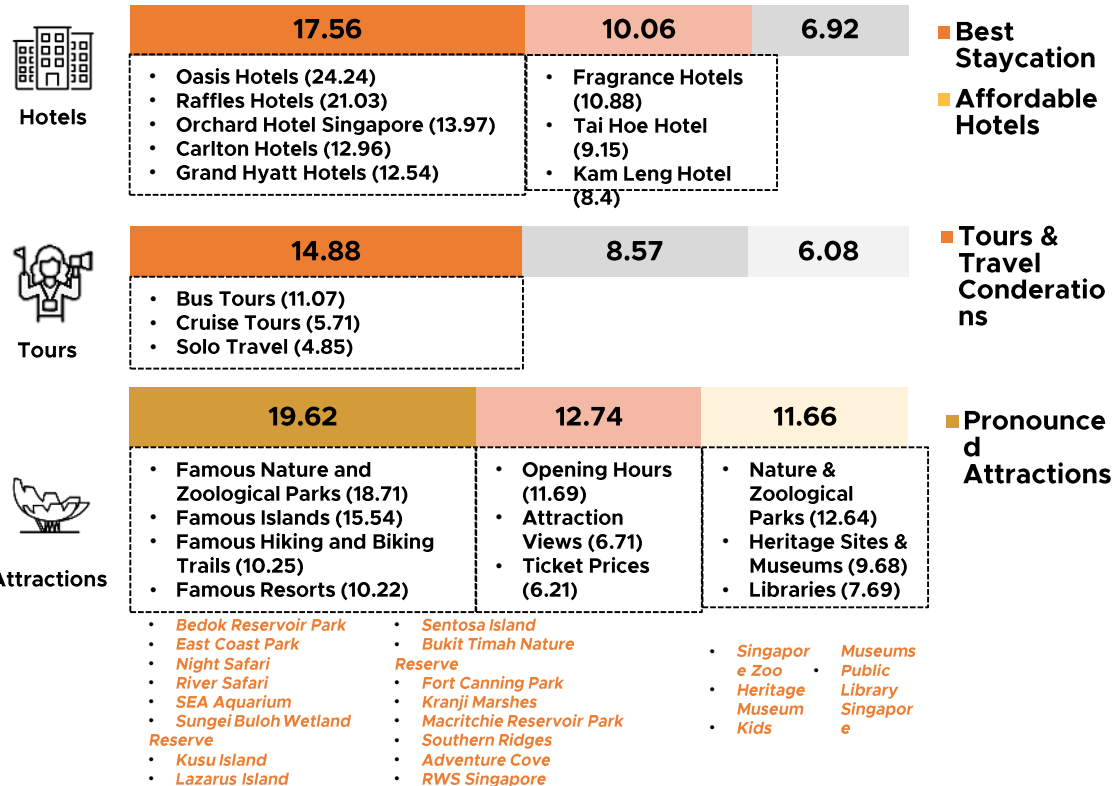 17.56
10.06
6.92
Hotels
• Oasis Hotels (24.24)
• Raffles Hotels (21.03)
• Orchard Hotel Singapore (13.97)
• Carlton Hotels (12.96)
• Grand Hyatt Hotels (12.54)
• Fragrance Hotels
(10.88)
• Tai Hoe Hotel
(9.15)
• Kam Leng Hotel
(8.4)
Best
Staycation
Affordable
Hotels
14.88
8.57
6.08
Tours
• Bus Tours (11.07)
• Cruise Tours (5.71)
• Solo Travel (4.85)
Tours &
Travel
Conderatio
ns
19.62
12.74
11.66
Attractions
• Famous Nature and
Zoological Parks (18.71)
• Famous Islands (15.54)
• Famous Hiking and Biking
Trails (10.25)
• Famous Resorts (10.22)
• Opening Hours
(11.69)
• Attraction
Views (6.71)
• Ticket Prices
(6.21)
• Nature &
Zoological
Parks (12.64)
• Heritage Sites &
Museums (9.68)
• Libraries (7.69)
Pronounce
d
Attractions
• Bedok Reservoir Park
• East Coast Park
• Night Safari
• River Safari
• SEA Aquarium
• Sungei Buloh Wetland
Reserve
• Kusu Island
• Lazarus Island
• Sentosa Island
• Bukit Timah Nature
Reserve
• Fort Canning Park
• Kranji Marshes
• Macritchie Reservoir Park
• Southern Ridges
• Adventure Cove
• RWS Singapore
• Singapor
e Zoo
• Heritage
Museum
• Kids
Museums
• Public
Library
Singapor
e